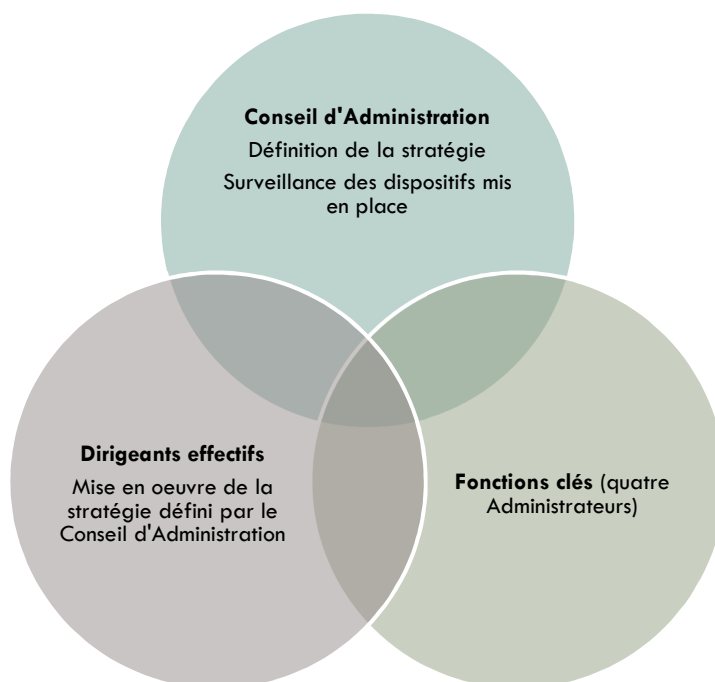 Conseil d'Administration
Définition de la stratégie
Surveillance des dispositifs mis
en place
Dirigeants effectifs
Mise en oeuvre de la
stratégie défini par le
Conseil d'Administration
Fonctions clés (quatre
Administrateurs)